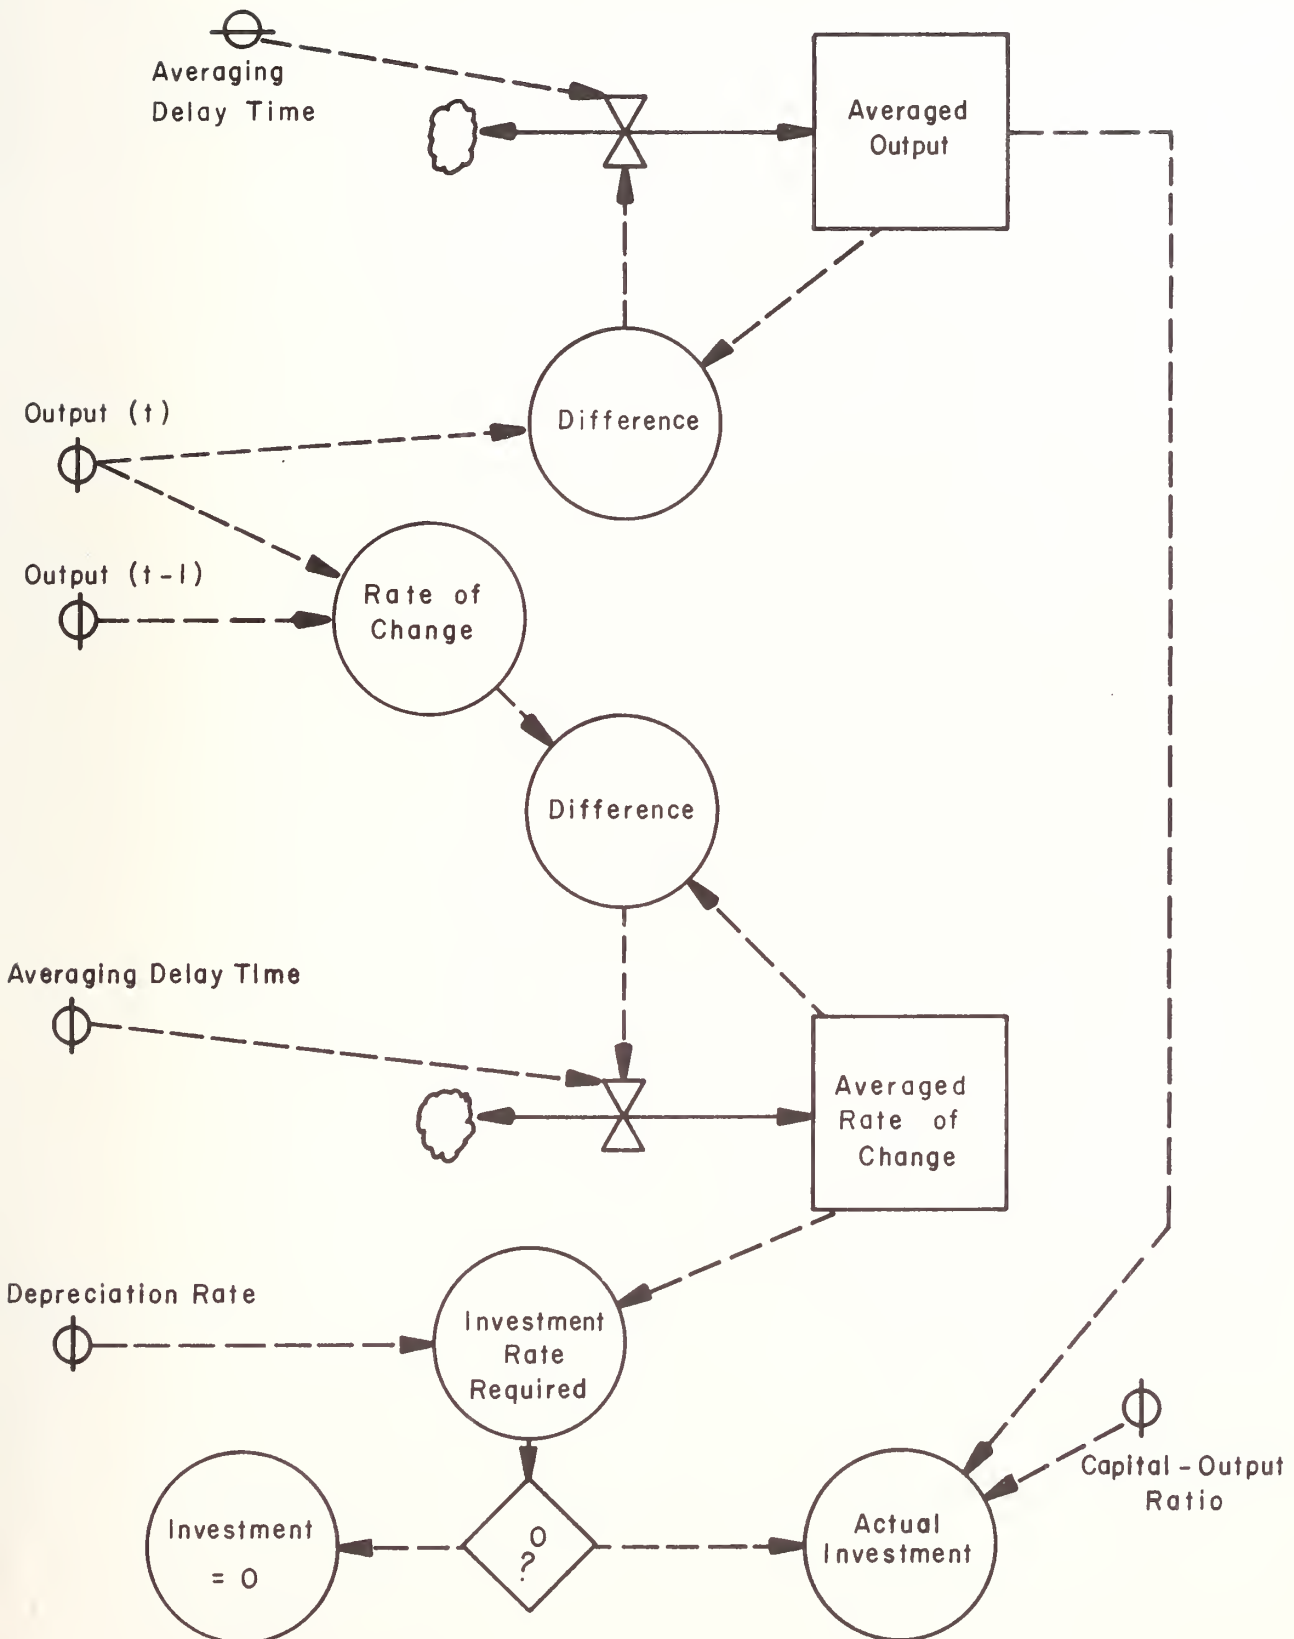 Averaging
Delay Time
Averaged
Output
Output (t)
Difference
Output (t-1)
Rate of
Change
Difference
Averaging Delay Time
Averaged
Rate of
Change
Depreciation Rate
Investment
Rate
Required
Capital-Output
Ratio
Investment
= 0
0
?
Actual
Investment